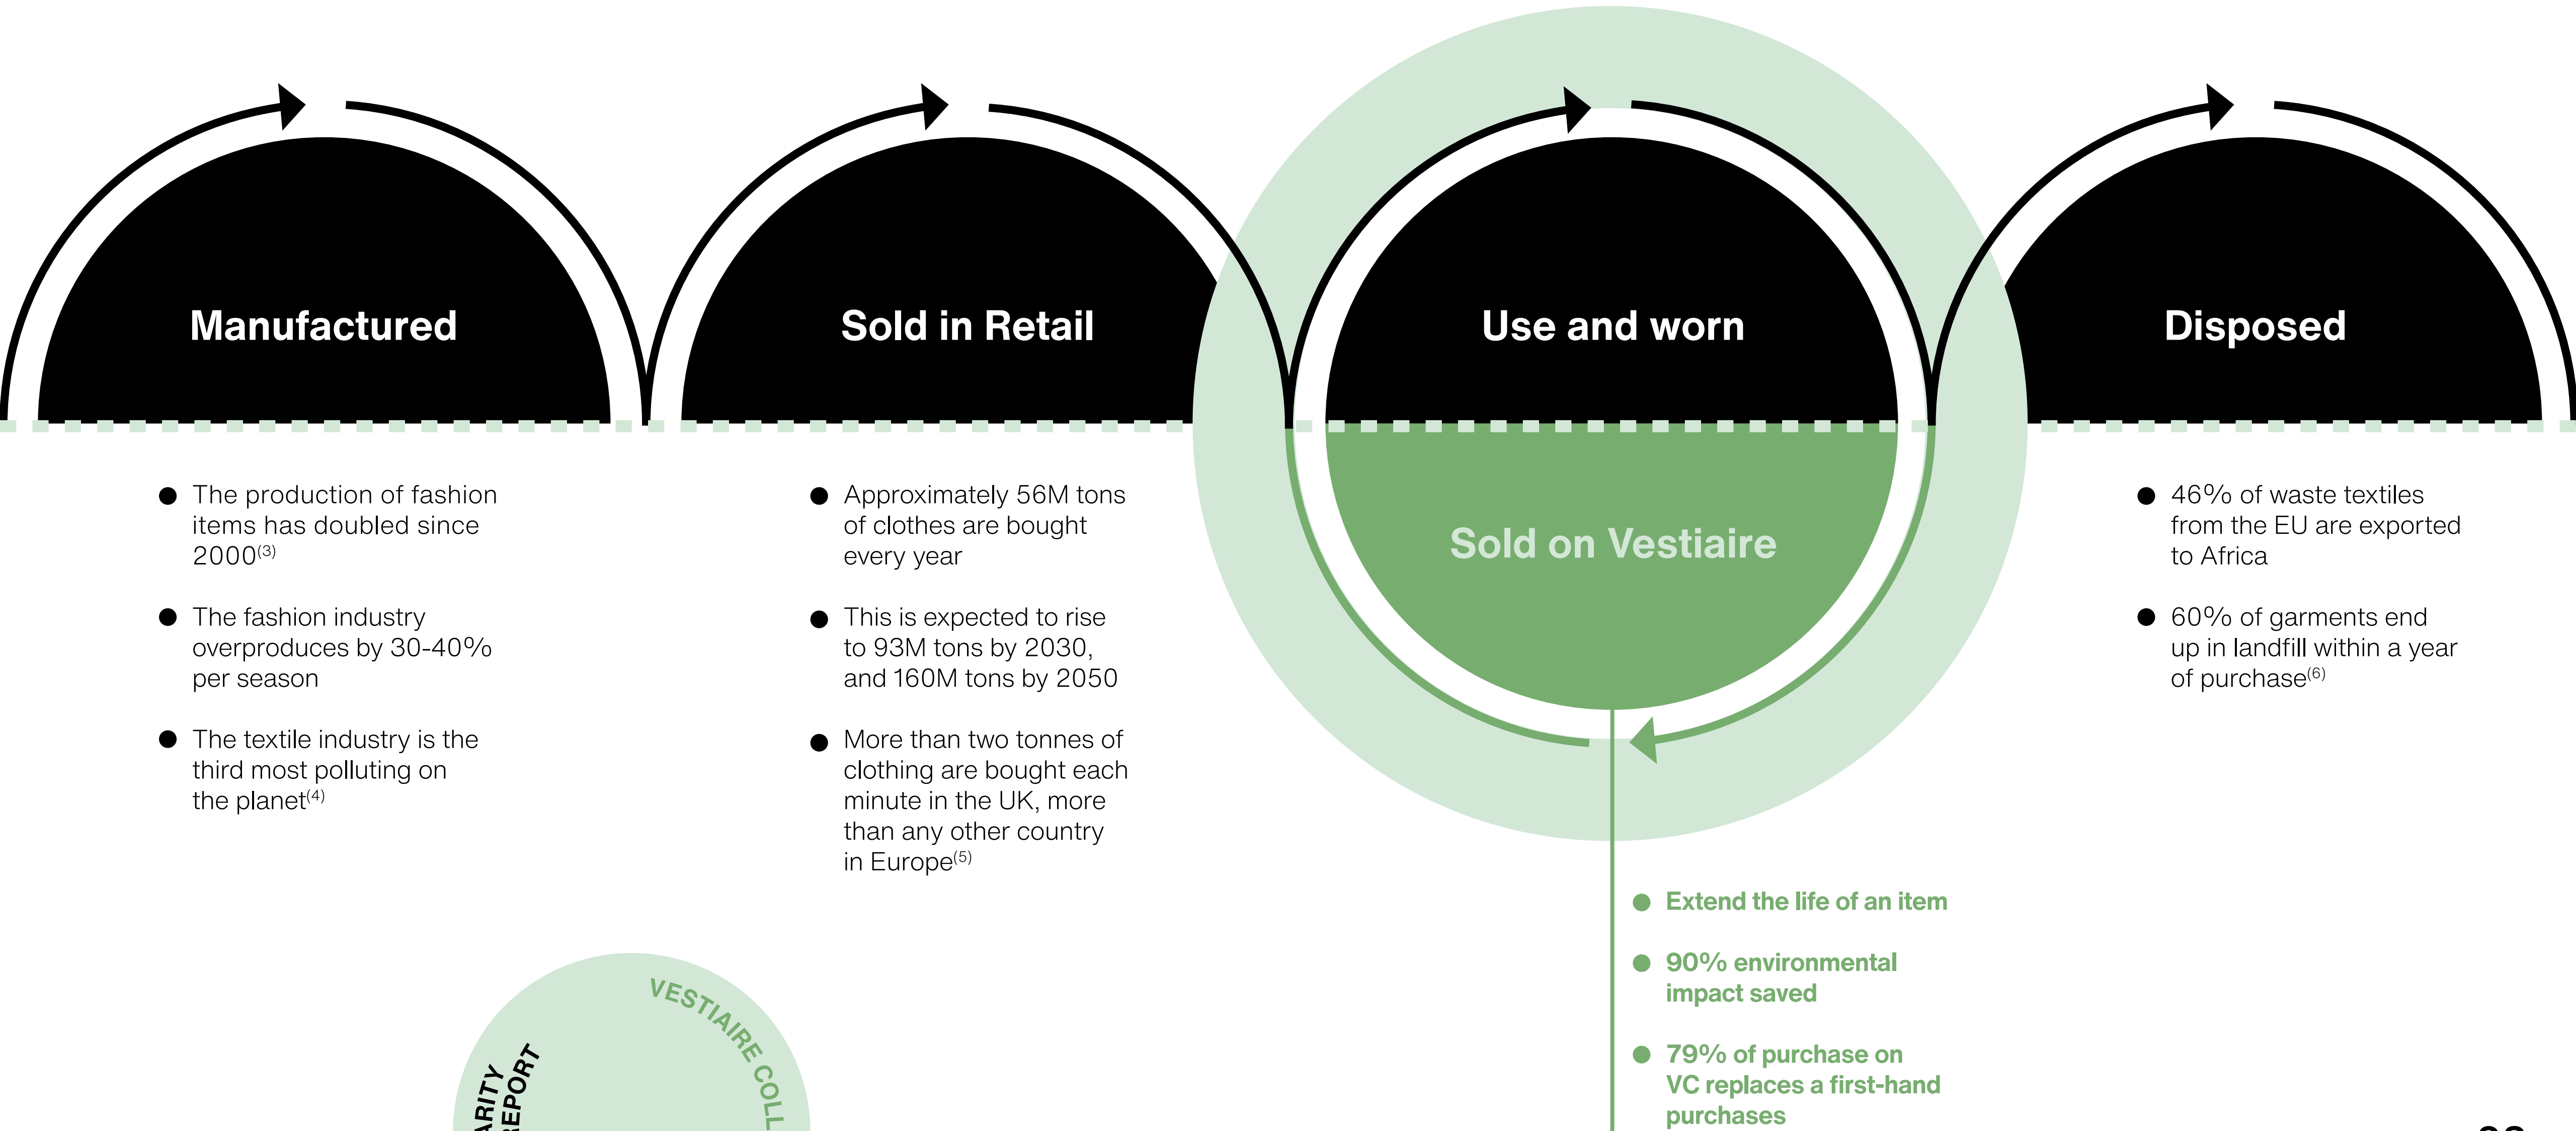 Manufactured
Sold in Retail
Use and worn
Disposed
Sold on Vestiaire
The production of fashion
items has doubled since
2000(3)
The fashion industry
overproduces by 30-40%
per season
The textile industry is the
third most polluting on
the planet(4)
Approximately 56M tons
of clothes are bought
every year
This is expected to rise
to 93M tons by 2030,
and 160M tons by 2050
More than two tonnes of
clothing are bought each
minute in the UK, more
than any other country
in Europe(5)
46% of waste textiles
from the EU are exported
to Africa
60% of garments end
up in landfill within a year
of purchase(6)
Extend the life of an item
90% environmental
impact saved
79% of purchase on
VC replaces a first-hand
purchases
VESTIAIRE COLL
ARITY
REPORT